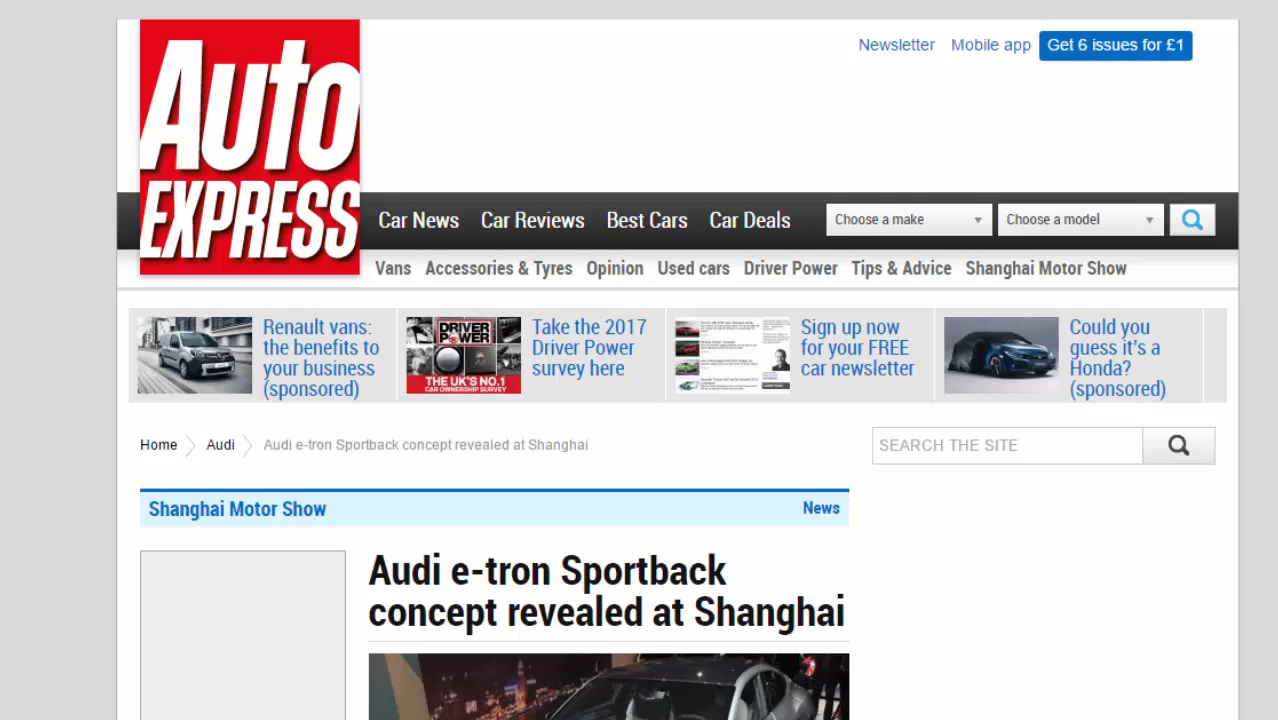 Newsletter Mobile app Get 6 issues for £1
Auto
EXPRESS
Car News Car Reviews Best Cars Car Deals Choose a make Choose a model
Vans Accessories & Tyres Opinion Used cars Driver Power Tips & Advice Shanghai Motor Show
Renault vans:
the benefits to
your business
(sponsored)
DRIVER
POWER
THE UK'S NO.1
CAR OWNERSHIP SURVEY
Take the 2017
Driver Power
survey here
Sign up now
for your FREE
car newsletter
Could you
guess it's a
Honda?
(sponsored)
Home Audi Audi e-tron Sportback concept revealed at Shanghai
SEARCH THE SITE
Shanghai Motor Show News
Audi e-tron Sportback
concept revealed at Shanghai